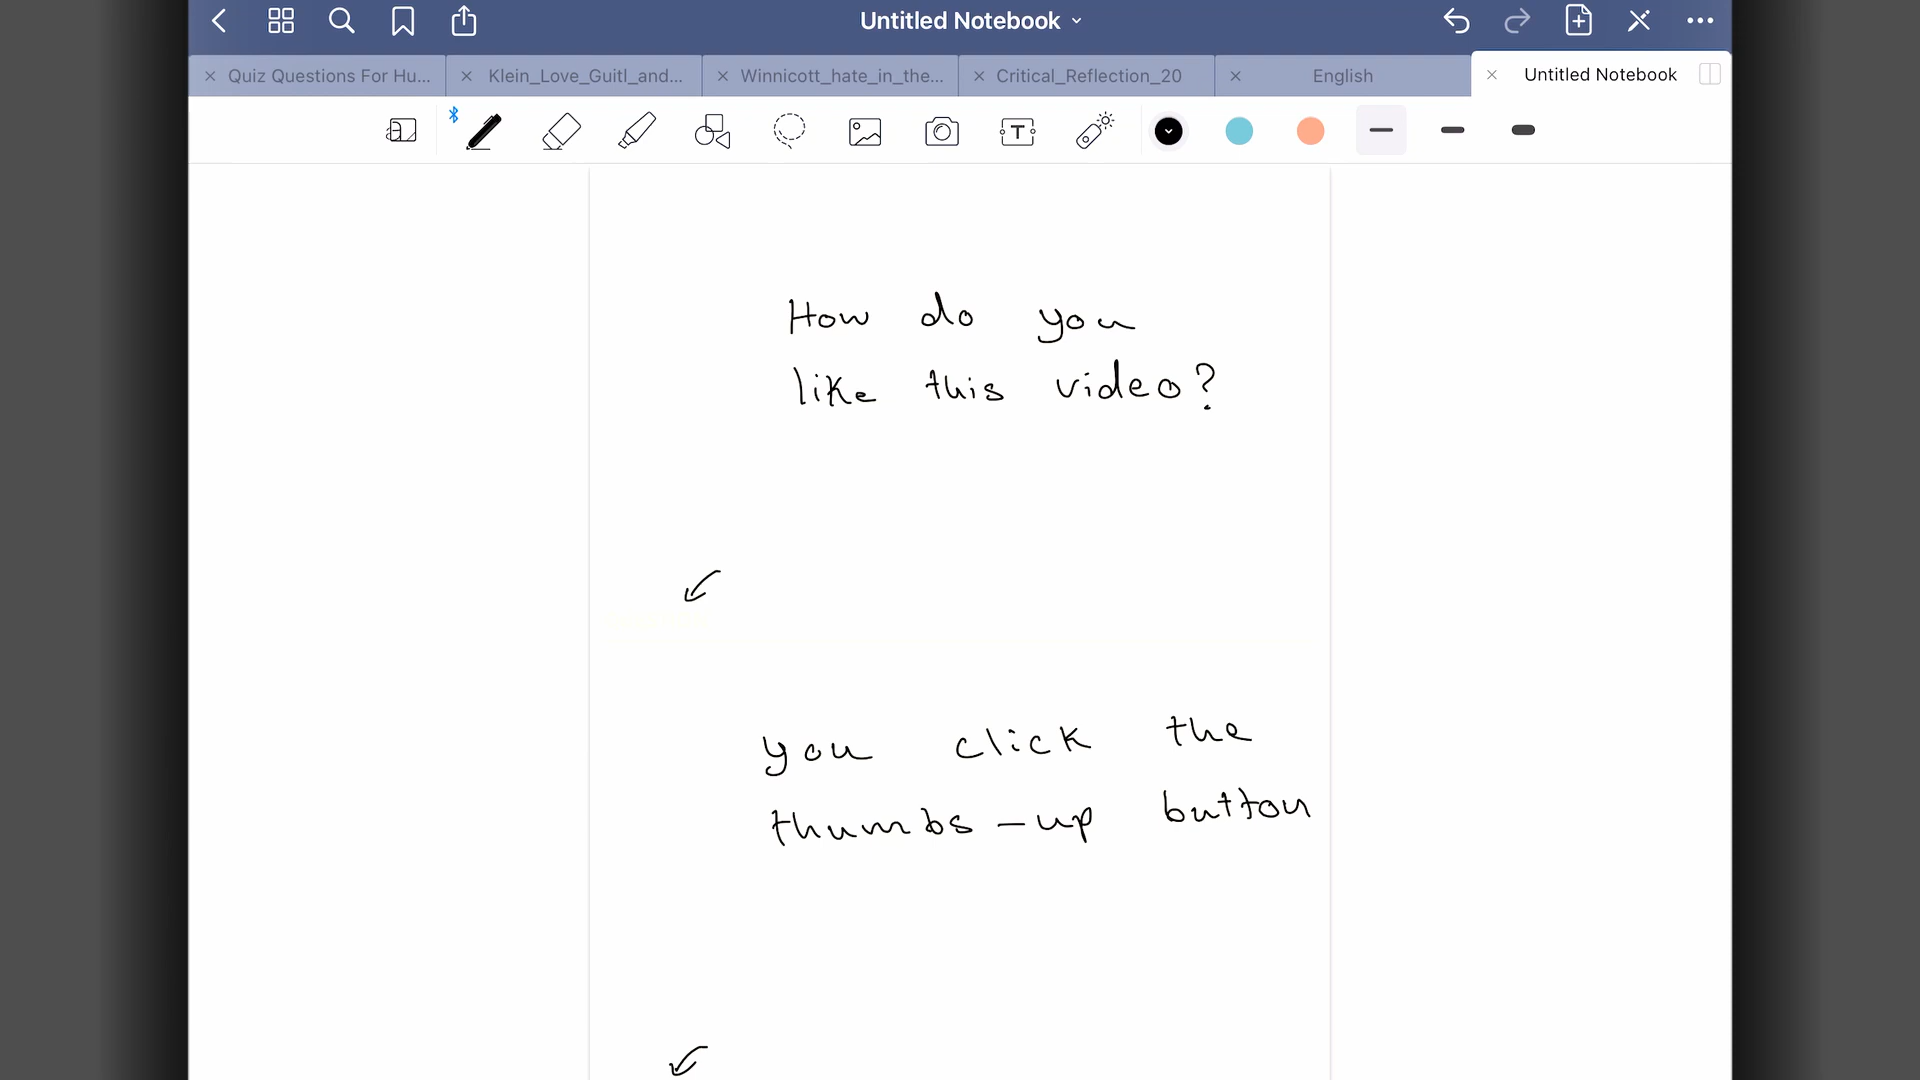 Untitled Notebook
Quiz Questions For Hu...
Klein_Love_Guitl_and...
Winnicott_hate_in_the...
Critical_Reflection_20
English
Untitled Notebook
T
How do you
like this video?
you click the
thumbs-up button